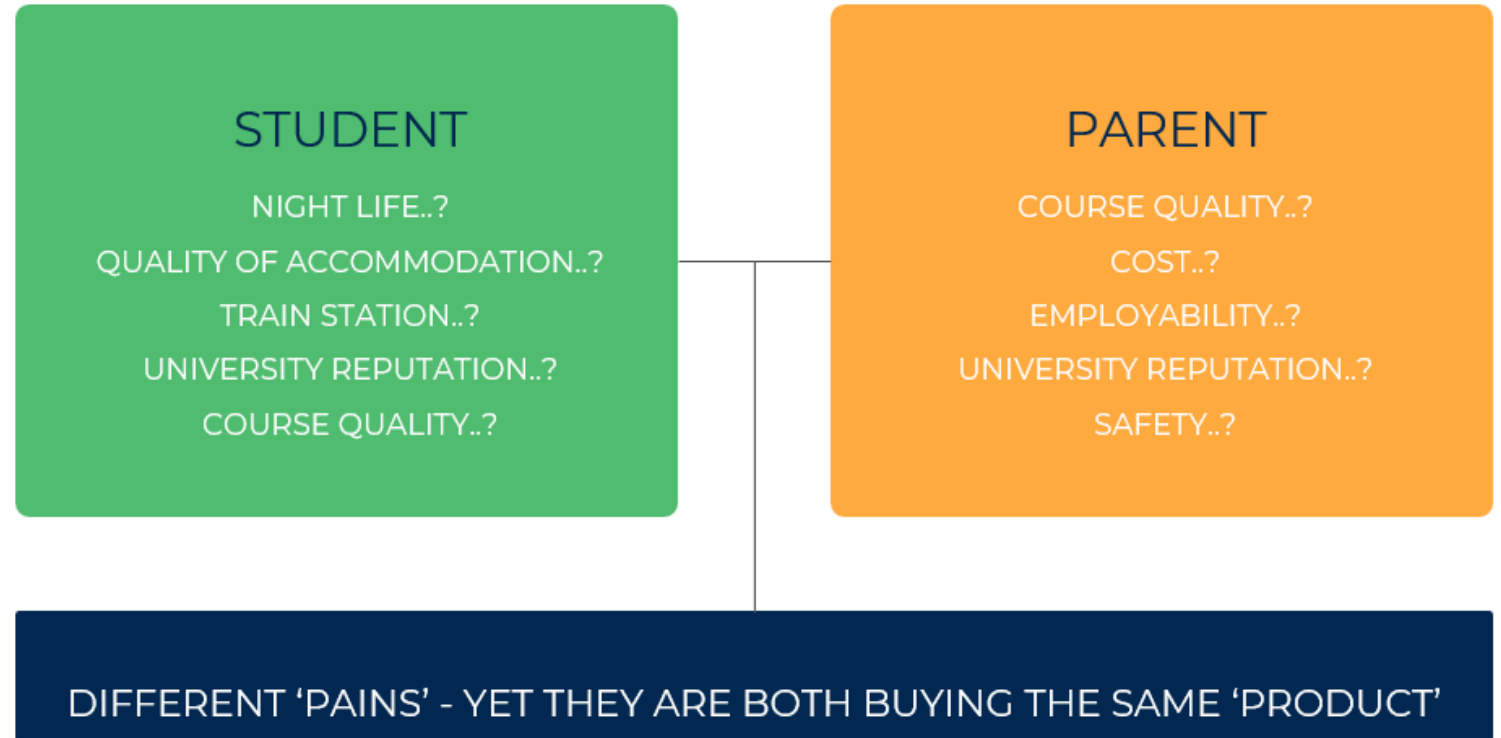 STUDENT
NIGHT LIFE..?
QUALITY OF ACCOMMODATION..?
TRAIN STATION..?
UNIVERSITY REPUTATION..?
COURSE QUALITY..?
PARENT
COURSE QUALITY..?
COST..?
EMPLOYABILITY..?
UNIVERSITY REPUTATION..?
SAFETY..?
DIFFERENT ‘PAINS’ - YET THEY ARE BOTH BUYING THE SAME ‘PRODUCT’